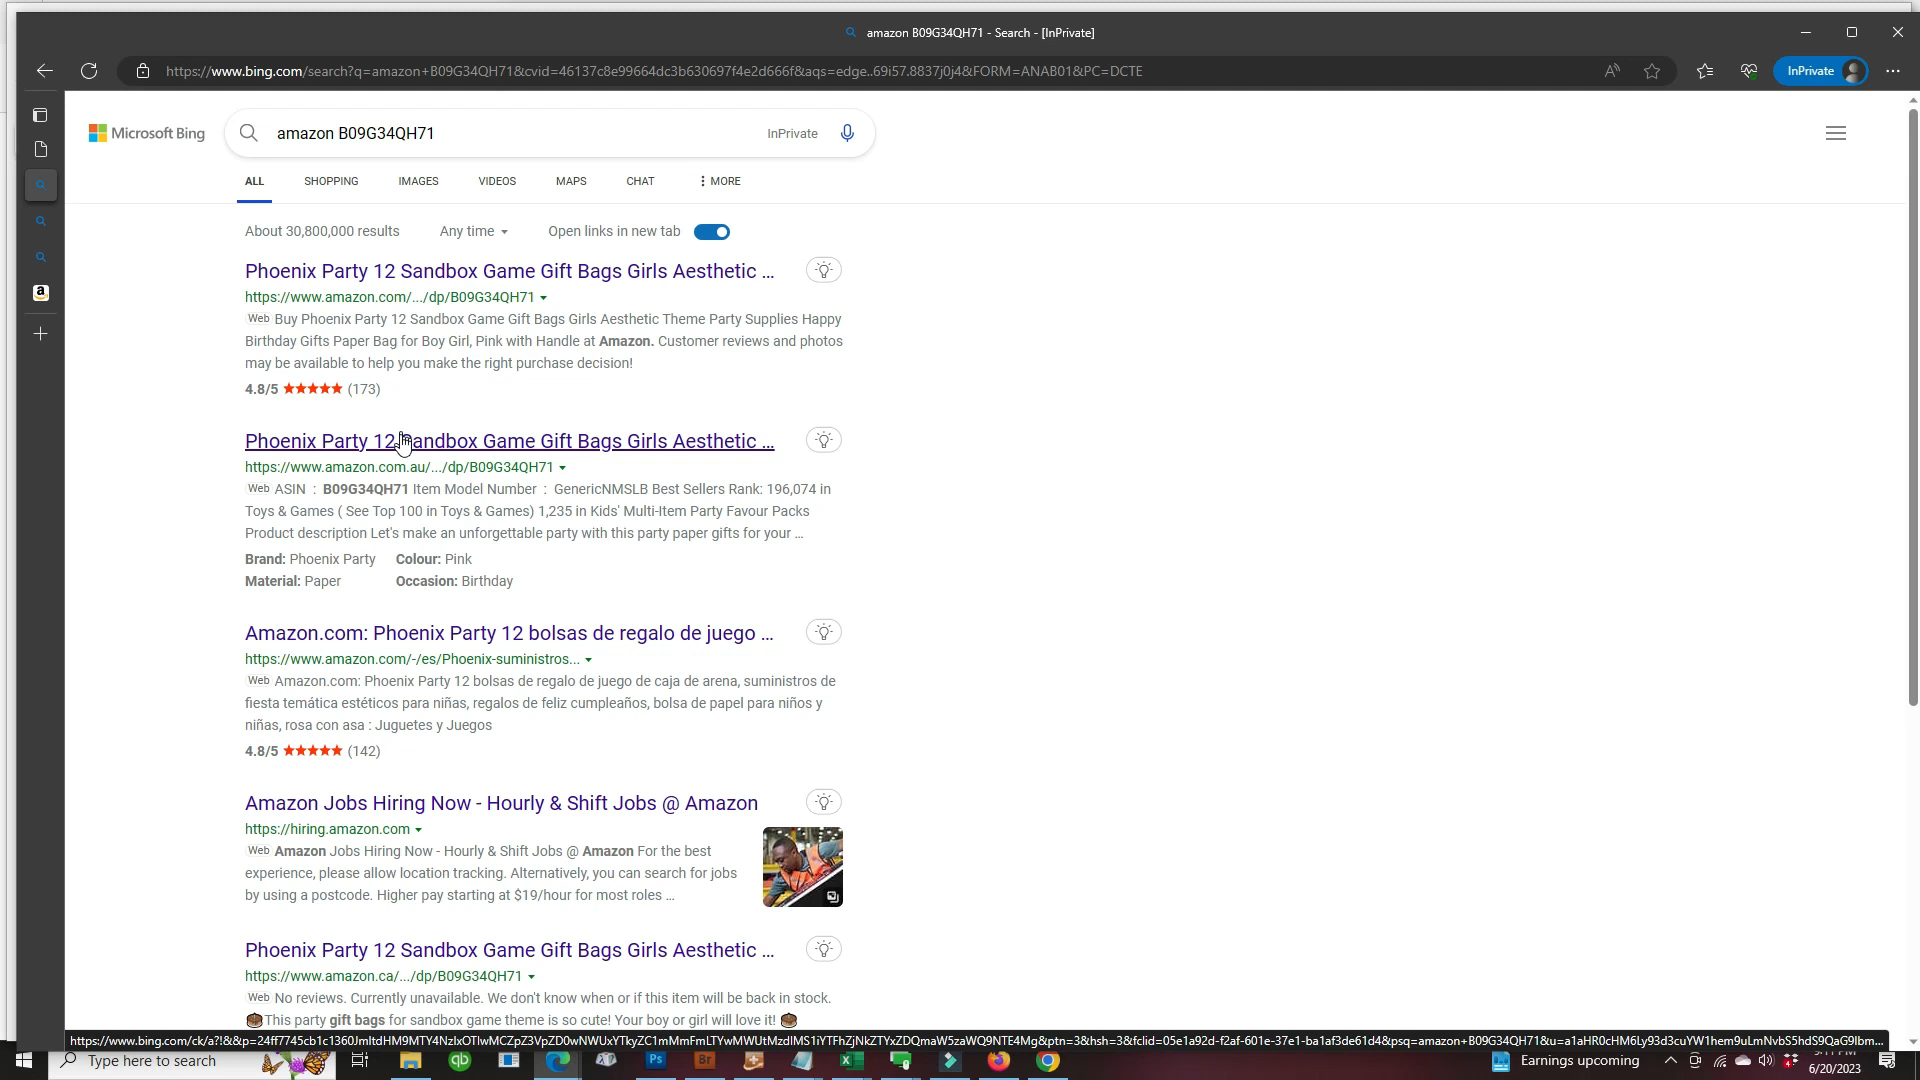 amazon B09G34QH71 - Search - [InPrivate]
https://www.bing.com/search?q=amazon+B09G34QH71&cvid=46137c8e99664dc3b630697f4e2d666f&aqs=edge..69i57.8837j0j4&FORM=ANAB01&PC=DCTE
InPrivate
Microsoft Bing
amazon B09G34QH71
InPrivate
ALL SHOPPING IMAGES VIDEOS MAPS CHAT MORE
About 30,800,000 results Any time Open links in new tab
Phoenix Party 12 Sandbox Game Gift Bags Girls Aesthetic ...
https://www.amazon.com/.../dp/B09G34QH71
Web Buy Phoenix Party 12 Sandbox Game Gift Bags Girls Aesthetic Theme Party Supplies Happy
Birthday Gifts Paper Bag for Boy Girl, Pink with Handle at Amazon. Customer reviews and photos
may be available to help you make the right purchase decision!
4.8/5 ★★★★★ (173)
Phoenix Party 12 Sandbox Game Gift Bags Girls Aesthetic ...
https://www.amazon.com.au/.../dp/B09G34QH71
Web ASIN : B09G34QH71 Item Model Number : GenericNMSLB Best Sellers Rank: 196,074 in
Toys & Games ( See Top 100 in Toys & Games) 1,235 in Kids' Multi-Item Party Favour Packs
Product description Let's make an unforgettable party with this party paper gifts for your ...
Brand: Phoenix Party Colour: Pink
Material: Paper Occasion: Birthday
Amazon.com: Phoenix Party 12 bolsas de regalo de juego ...
https://www.amazon.com/-/es/Phoenix-suministros...
Web Amazon.com: Phoenix Party 12 bolsas de regalo de juego de caja de arena, suministros de
fiesta temática estéticos para niñas, regalos de feliz cumpleaños, bolsa de papel para niños y
niñas, rosa con asa : Juguetes y Juegos
4.8/5 ★★★★★ (142)
Amazon Jobs Hiring Now - Hourly & Shift Jobs @ Amazon
https://hiring.amazon.com
Web Amazon Jobs Hiring Now - Hourly & Shift Jobs @ Amazon For the best
experience, please allow location tracking. Alternatively, you can search for jobs
by using a postcode. Higher pay starting at $19/hour for most roles ...
Phoenix Party 12 Sandbox Game Gift Bags Girls Aesthetic ...
https://www.amazon.ca/.../dp/B09G34QH71
Web No reviews. Currently unavailable. We don't know when or if this item will be back in stock.
This party gift bags for sandbox game theme is so cute! Your boy or girl will love it!
Type here to search
Earnings upcoming
6/20/2023